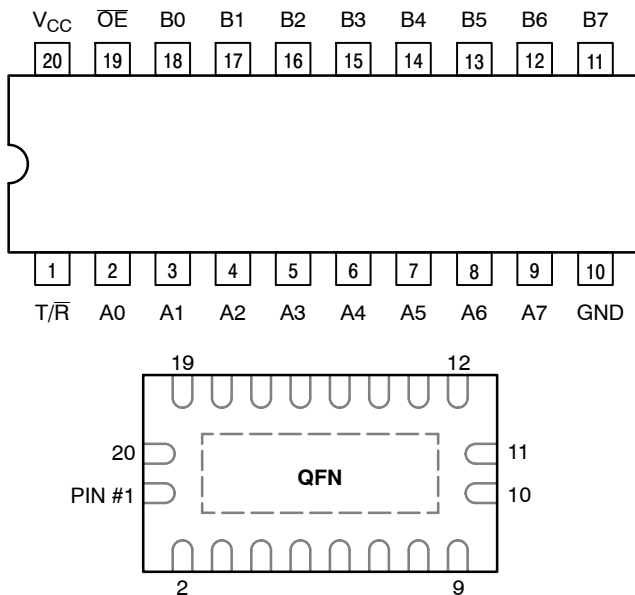 V_CC O̅E̅ B0 B1 B2 B3 B4 B5 B6 B7
20 19 18 17 16 15 14 13 12 11
1 2 3 4 5 6 7 8 9 10
T/R̅ A0 A1 A2 A3 A4 A5 A6 A7 GND
19 12
20 11
QFN
PIN #1 10
2 9